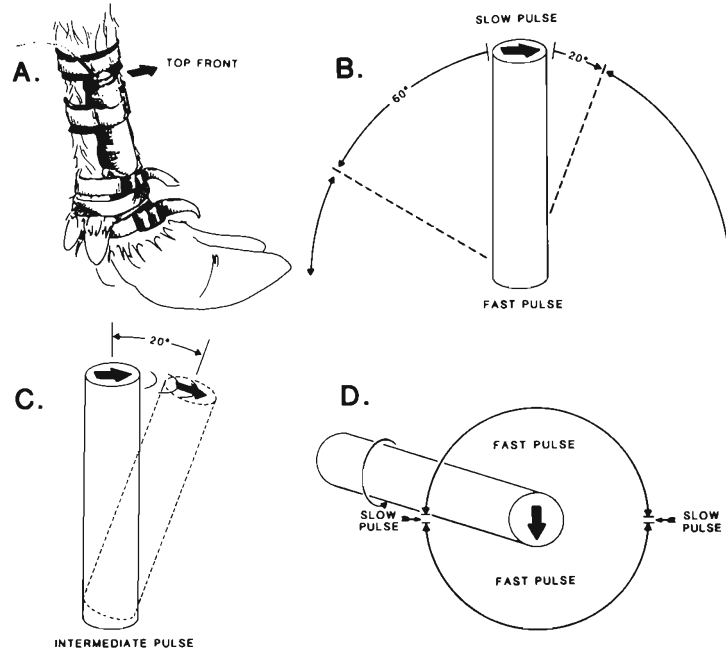 A.
TOP FRONT
B.
SLOW PULSE
60°
20°
FAST PULSE
C.
20°
INTERMEDIATE PULSE
D.
FAST PULSE
SLOW
PULSE
SLOW
PULSE
FAST PULSE